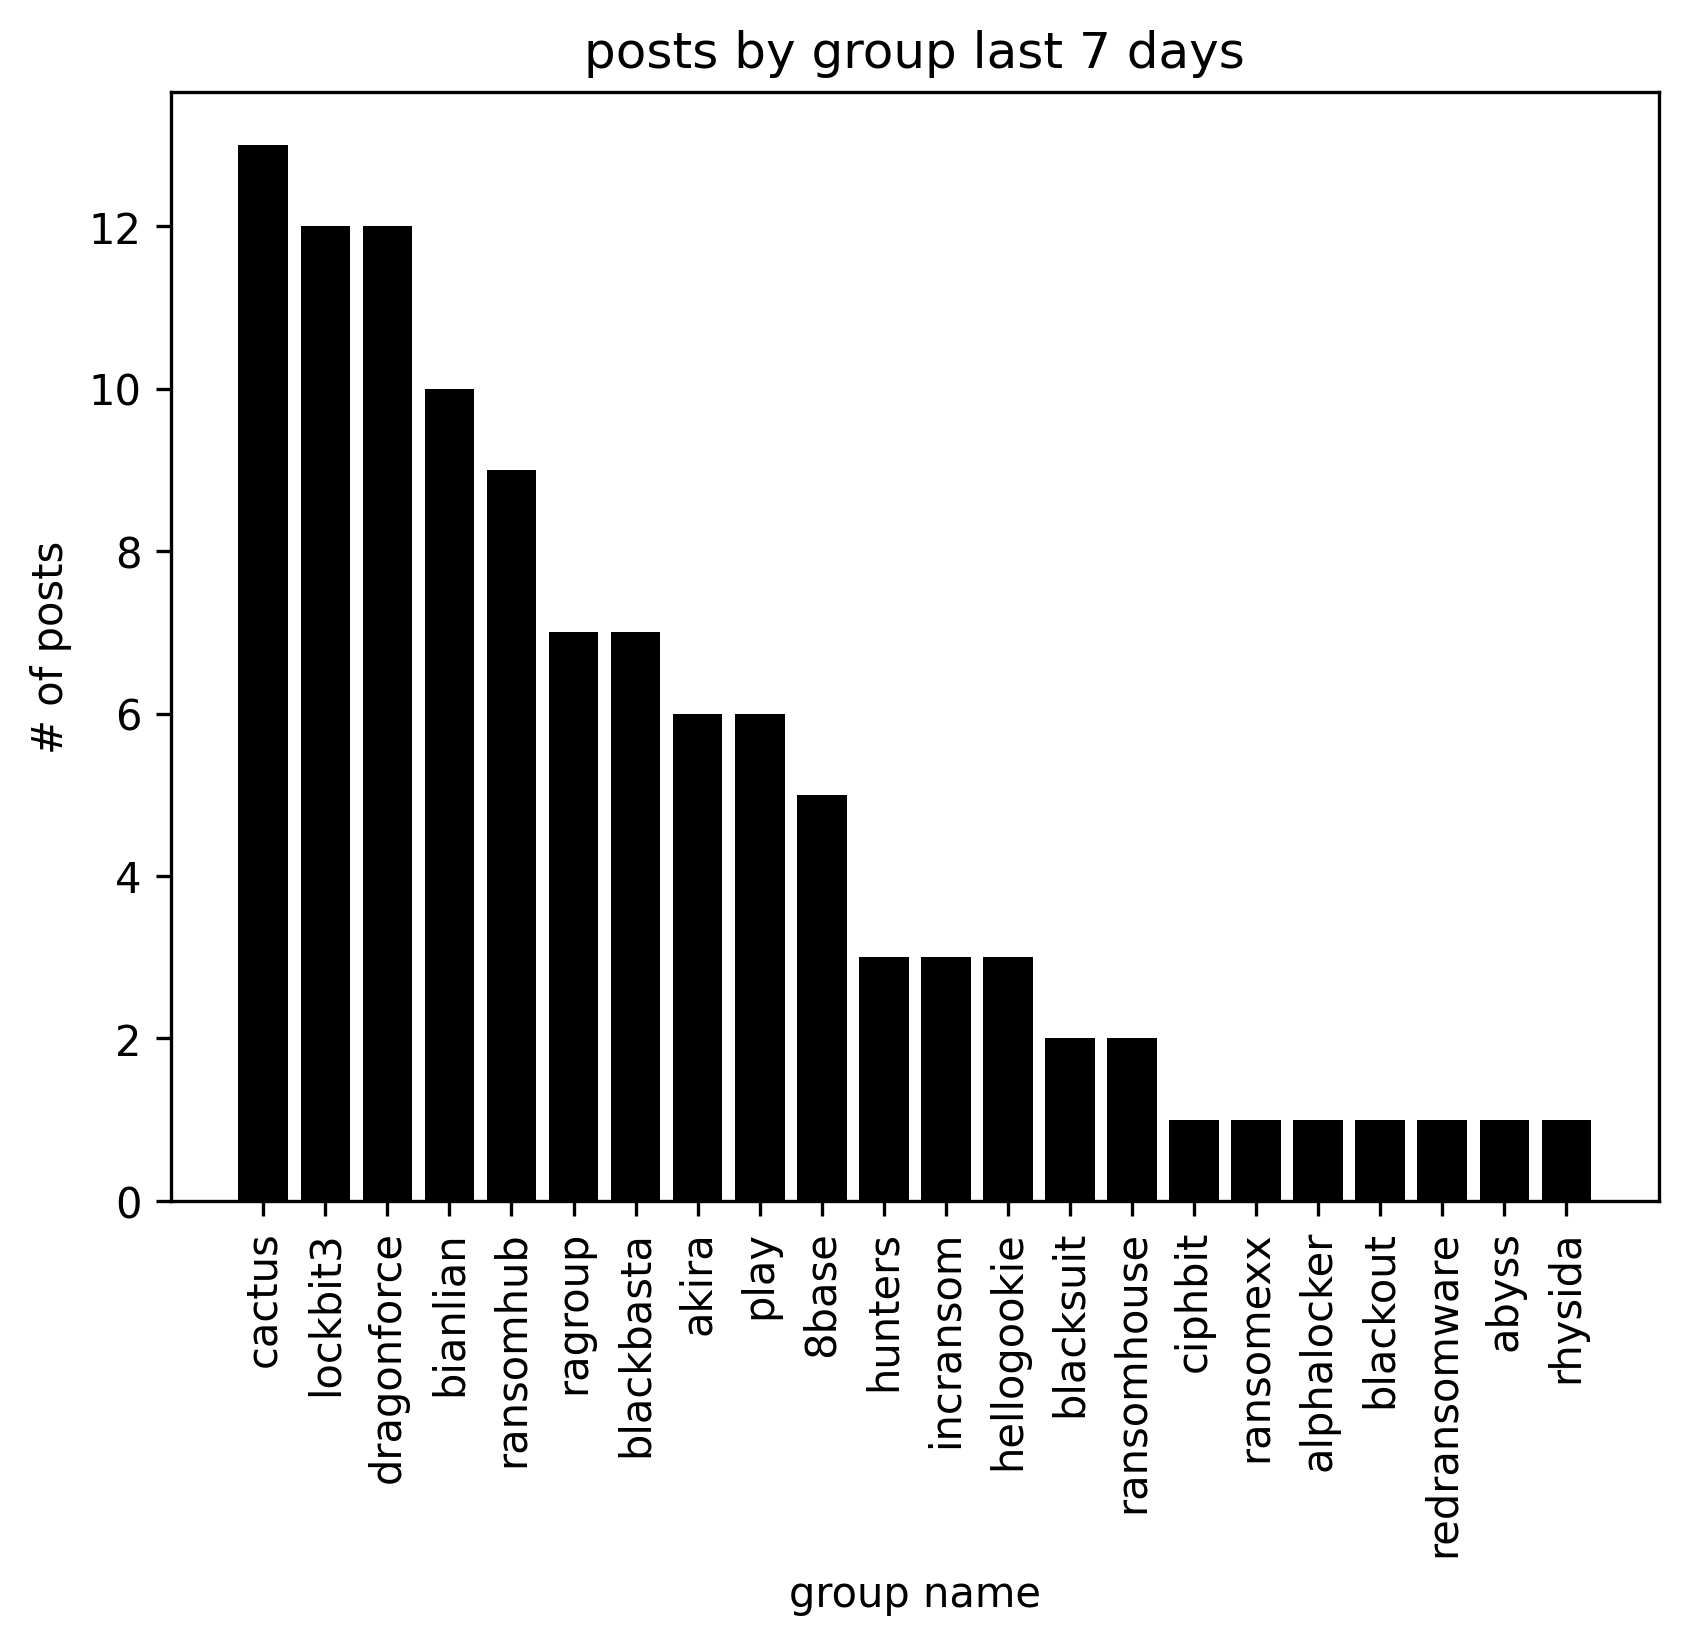 posts by group last 7 days
# of posts
12
10
8
6
4
2
0
cactus
lockbit3
dragonforce
bianlian
ransomhub
ragroup
blackbasta
akira
play
8base
hunters
incransom
hellogookie
blacksuit
ransomhouse
ciphbit
ransomexx
alphalocker
blackout
redransomware
abyss
rhysida
group name